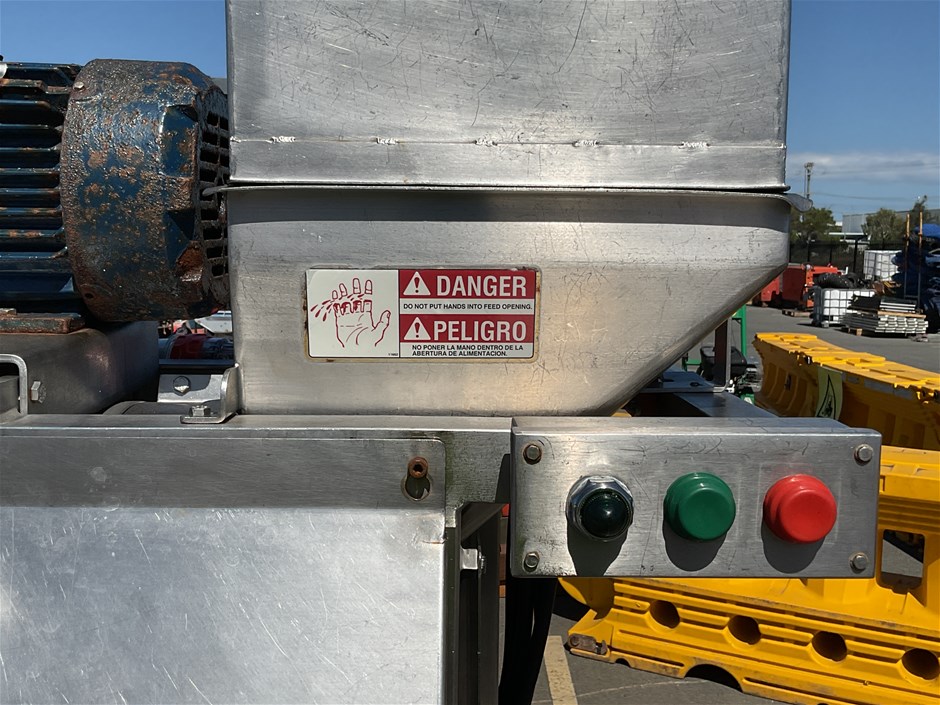 DANGER
DO NOT PUT HANDS INTO FEED OPENING.
PELIGRO
NO PONER LA MANO DENTRO DE LA
ABERTURA DE ALIMENTACION.